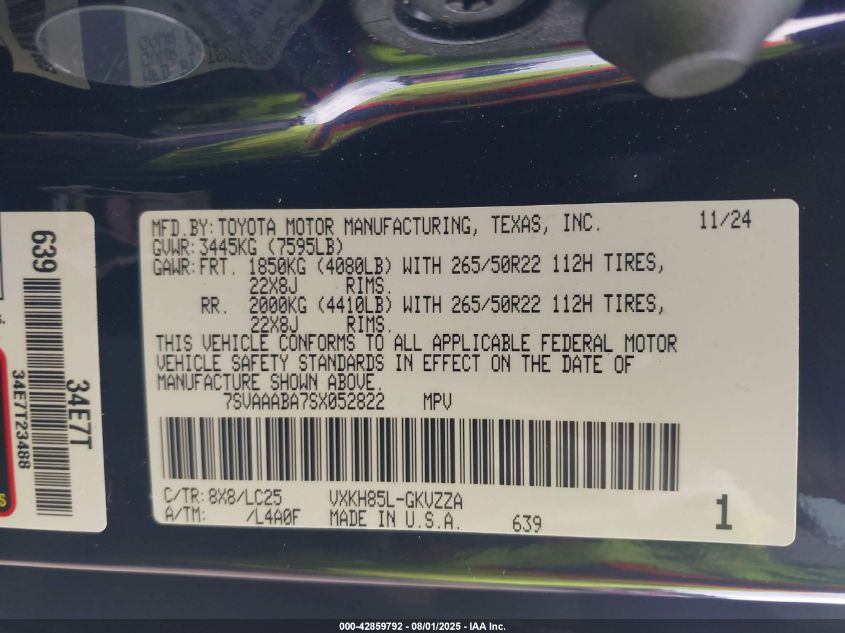 MFD.BY: TOYOTA MOTOR MANUFACTURING, TEXAS, INC. 11/24
GVWR: 3445KG (7595LB)
GAWR: FRT. 1850KG (4080LB) WITH 265/50R22 112H TIRES,
22X8J RIMS.
RR. 2000KG (4410LB) WITH 265/50R22 112H TIRES,
22X8J RIMS.
THIS VEHICLE CONFORMS TO ALL APPLICABLE FEDERAL MOTOR
VEHICLE SAFETY STANDARDS IN EFFECT ON THE DATE OF
MANUFACTURE SHOWN ABOVE.
7SVAAABA7SX052822 MPV
C/TR: 8X8/LC25 VXKH85L-GKVZZA
A/TM: /L4A0F MADE IN U.S.A. 639 1
639
34E7T
34E7T23488
000-42859792 - 08/01/2025 - IAA Inc.